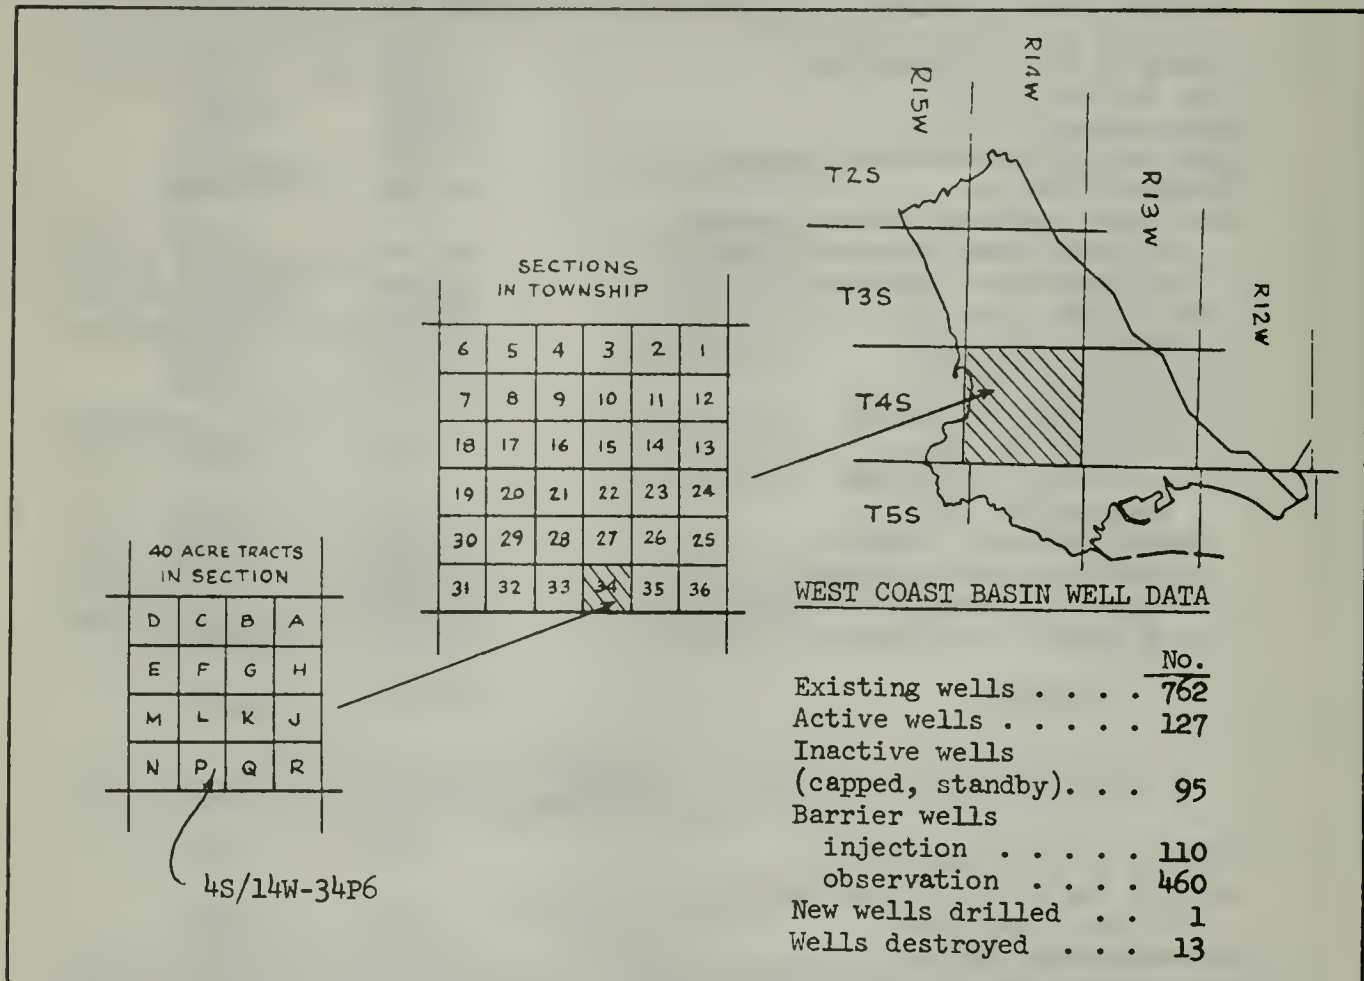 R15W
R14W
T2S
R13W
T3S
R12W
T4S
T5S
SECTIONS
IN TOWNSHIP
6 5 4 3 2 1
7 8 9 10 11 12
18 17 16 15 14 13
19 20 21 22 23 24
30 29 28 27 26 25
31 32 33 34 35 36
40 ACRE TRACTS
IN SECTION
D C B A
E F G H
M L K J
N P Q R
4S/14W-34P6
WEST COAST BASIN WELL DATA
No.
Existing wells . . . . 762
Active wells . . . . . 127
Inactive wells
(capped, standby). . . 95
Barrier wells
injection . . . . . 110
observation . . . . 460
New wells drilled . . 1
Wells destroyed . . . 13